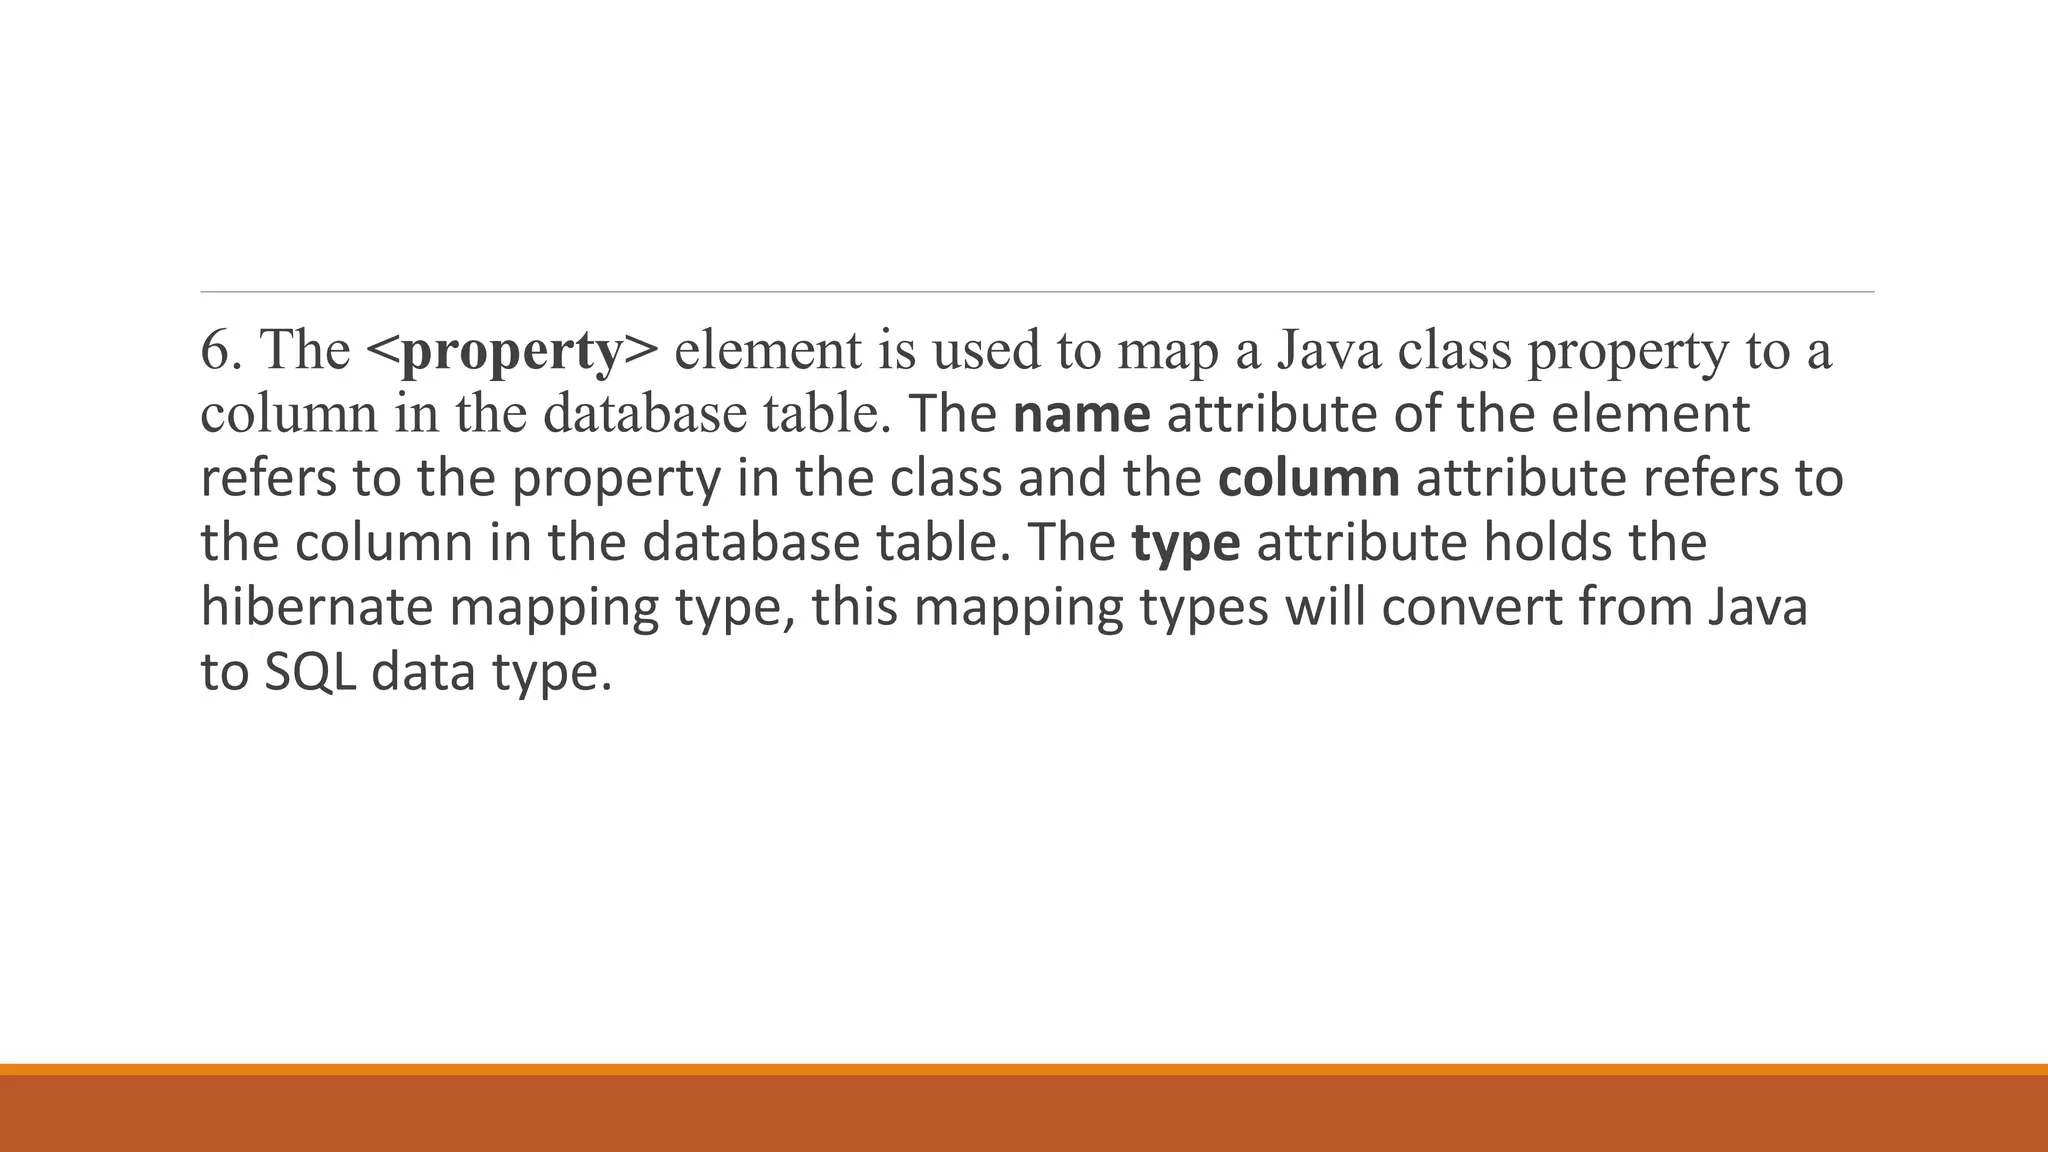 6. The <property> element is used to map a Java class property to a
column in the database table. The name attribute of the element
refers to the property in the class and the column attribute refers to
the column in the database table. The type attribute holds the
hibernate mapping type, this mapping types will convert from Java
to SQL data type.